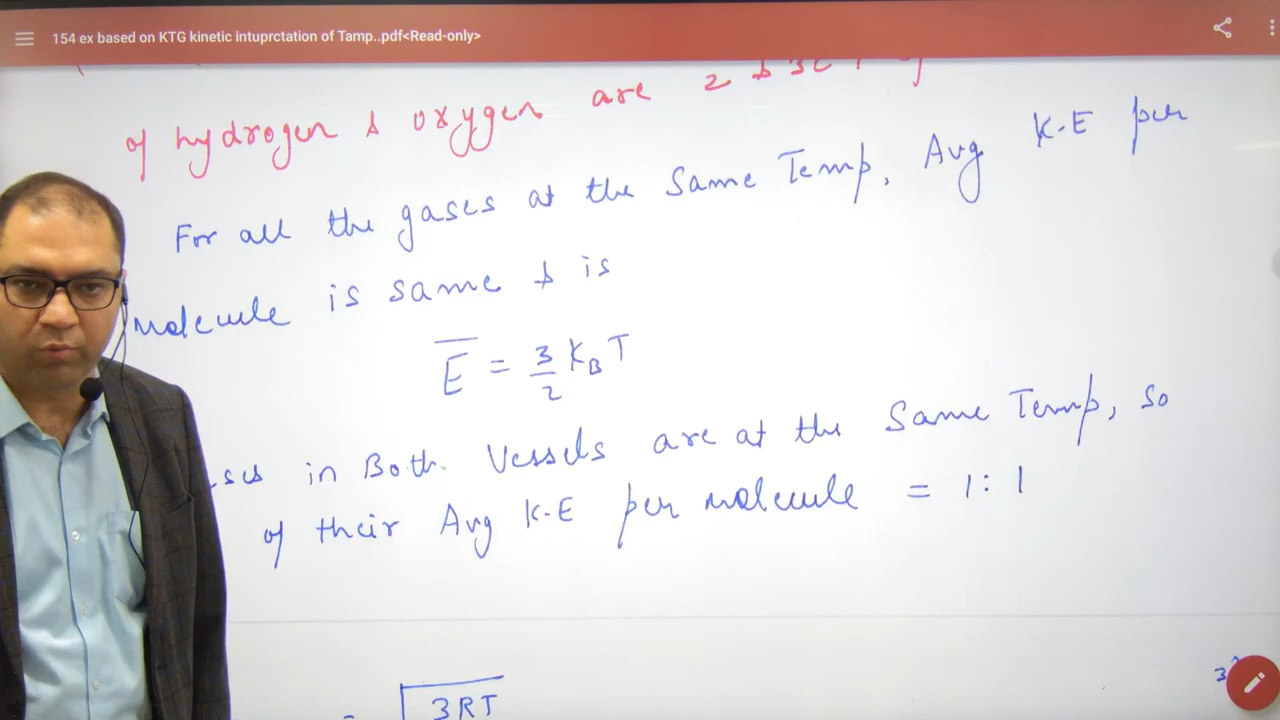 154 ex based on KTG kinetic intuprctation of Tamp..pdf<Read-only>
of hydrogen & oxygen are 2 & 32
For all the gases at the Same Temp, Avg K-E per
molecule is same & is
E̅ = 3/2 K_B T
in Both Vessels are at the Same Temp, so
of their Avg K-E per molecule = 1:1
= √3RT